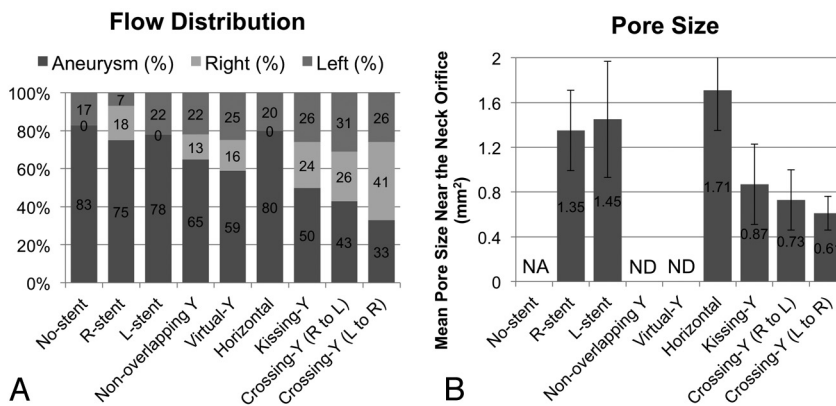 Flow Distribution
Aneurysm (%) Right (%) Left (%)
100%
80%
60%
40%
20%
0%
17 7 22 22 25 20 26 31 26
0 18 0 13 16 0 24 26 41
83 75 78 65 59 80 50 43 33
No-stent
R-stent
L-stent
Non-overlapping Y
Virtual-Y
Horizontal
Kissing-Y
Crossing-Y (R to L)
Crossing-Y (L to R)
A
Pore Size
Mean Pore Size Near the Neck Orifice
(mm²)
2
1.6
1.2
0.8
0.4
0
NA 1.35 1.45 ND ND 1.71 0.87 0.73 0.61
No-stent
R-stent
L-stent
Non-overlapping Y
Virtual-Y
Horizontal
Kissing-Y
Crossing-Y (R to L)
Crossing-Y (L to R)
B